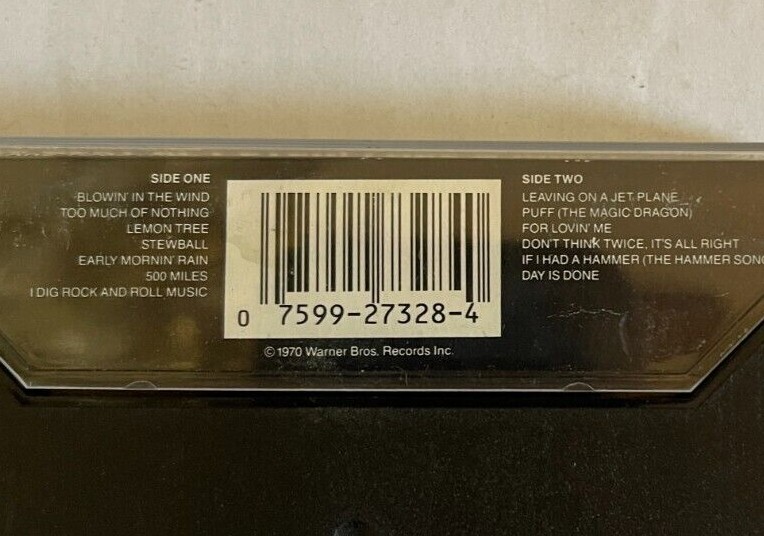 SIDE ONE
BLOWIN' IN THE WIND
TOO MUCH OF NOTHING
LEMON TREE
STEWBALL
EARLY MORNIN' RAIN
500 MILES
I DIG ROCK AND ROLL MUSIC
0 7599-27328-4
© 1970 Warner Bros. Records Inc.
SIDE TWO
LEAVING ON A JET PLANE
PUFF (THE MAGIC DRAGON)
FOR LOVIN' ME
DON'T THINK TWICE, IT'S ALL RIGHT
IF I HAD A HAMMER (THE HAMMER SON
DAY IS DONE